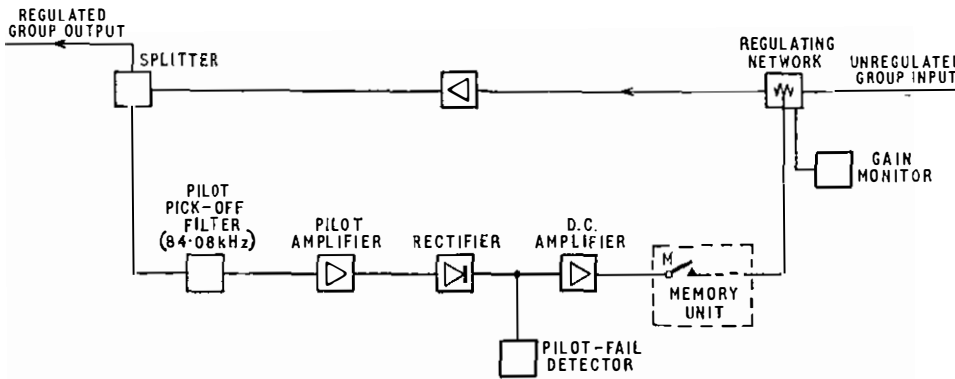 REGULATED
GROUP OUTPUT
SPLITTER
REGULATING
NETWORK
UNREGULATED
GROUP INPUT
GAIN
MONITOR
PILOT
PICK-OFF
FILTER
(84·08kHz)
PILOT
AMPLIFIER
RECTIFIER
D.C.
AMPLIFIER
M
MEMORY
UNIT
PILOT-FAIL
DETECTOR